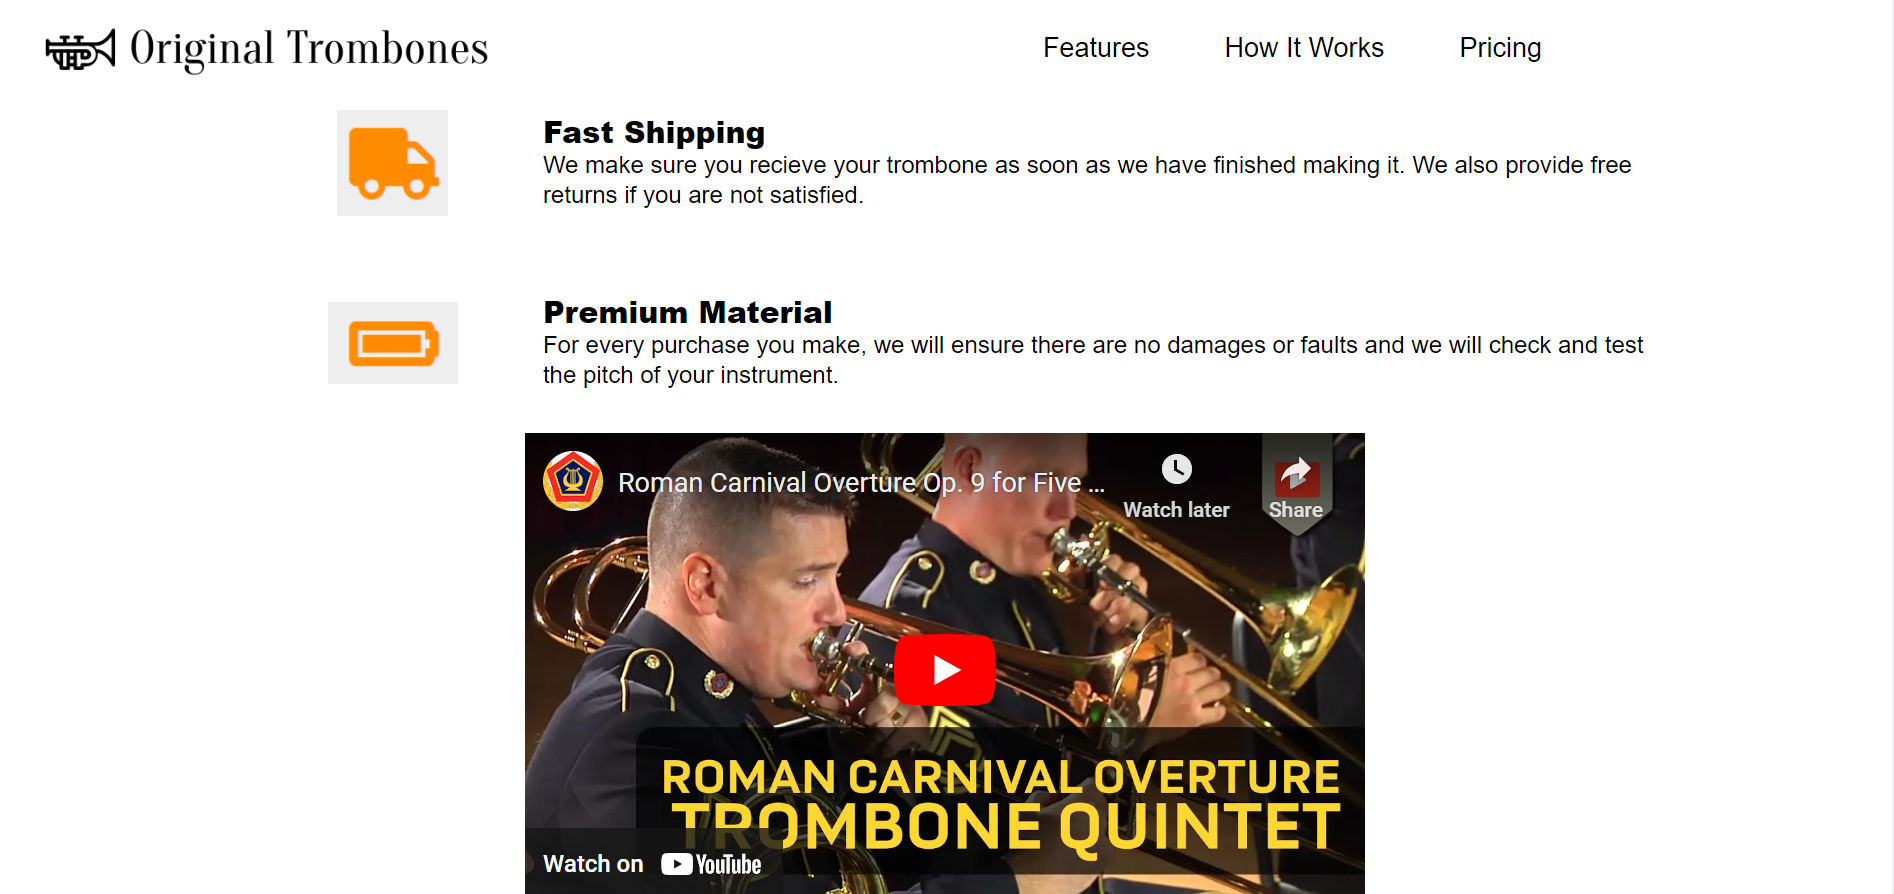 Original Trombones
Features
How It Works
Pricing
Fast Shipping
We make sure you recieve your trombone as soon as we have finished making it. We also provide free
returns if you are not satisfied.
Premium Material
For every purchase you make, we will ensure there are no damages or faults and we will check and test
the pitch of your instrument.
Roman Carnival Overture Op. 9 for Five ...
Watch later
Share
ROMAN CARNIVAL OVERTURE
TROMBONE QUINTET
Watch on YouTube